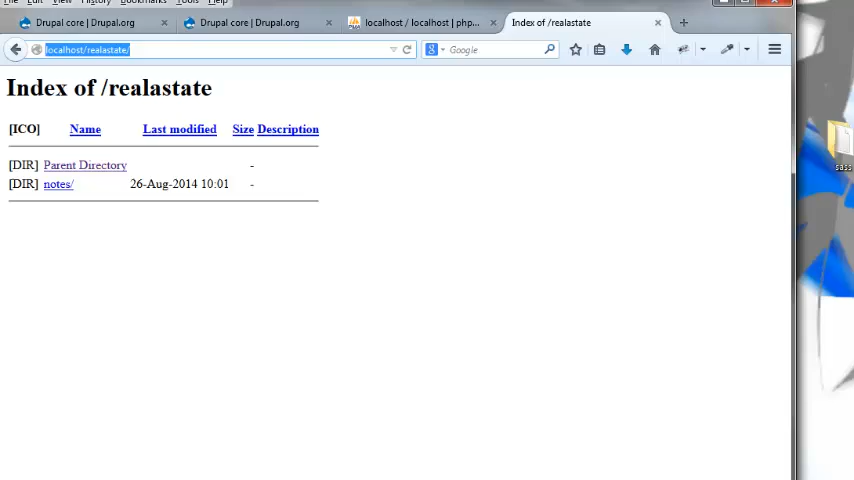 File Edit View History Bookmarks Tools Help
Drupal core | Drupal.org × Drupal core | Drupal.org × localhost / localhost | php... × Index of /realastate × +
localhost/realastate/ Google
Index of /realastate
[ICO] Name Last modified Size Description
[DIR] Parent Directory -
[DIR] notes/ 26-Aug-2014 10:01 -
sass